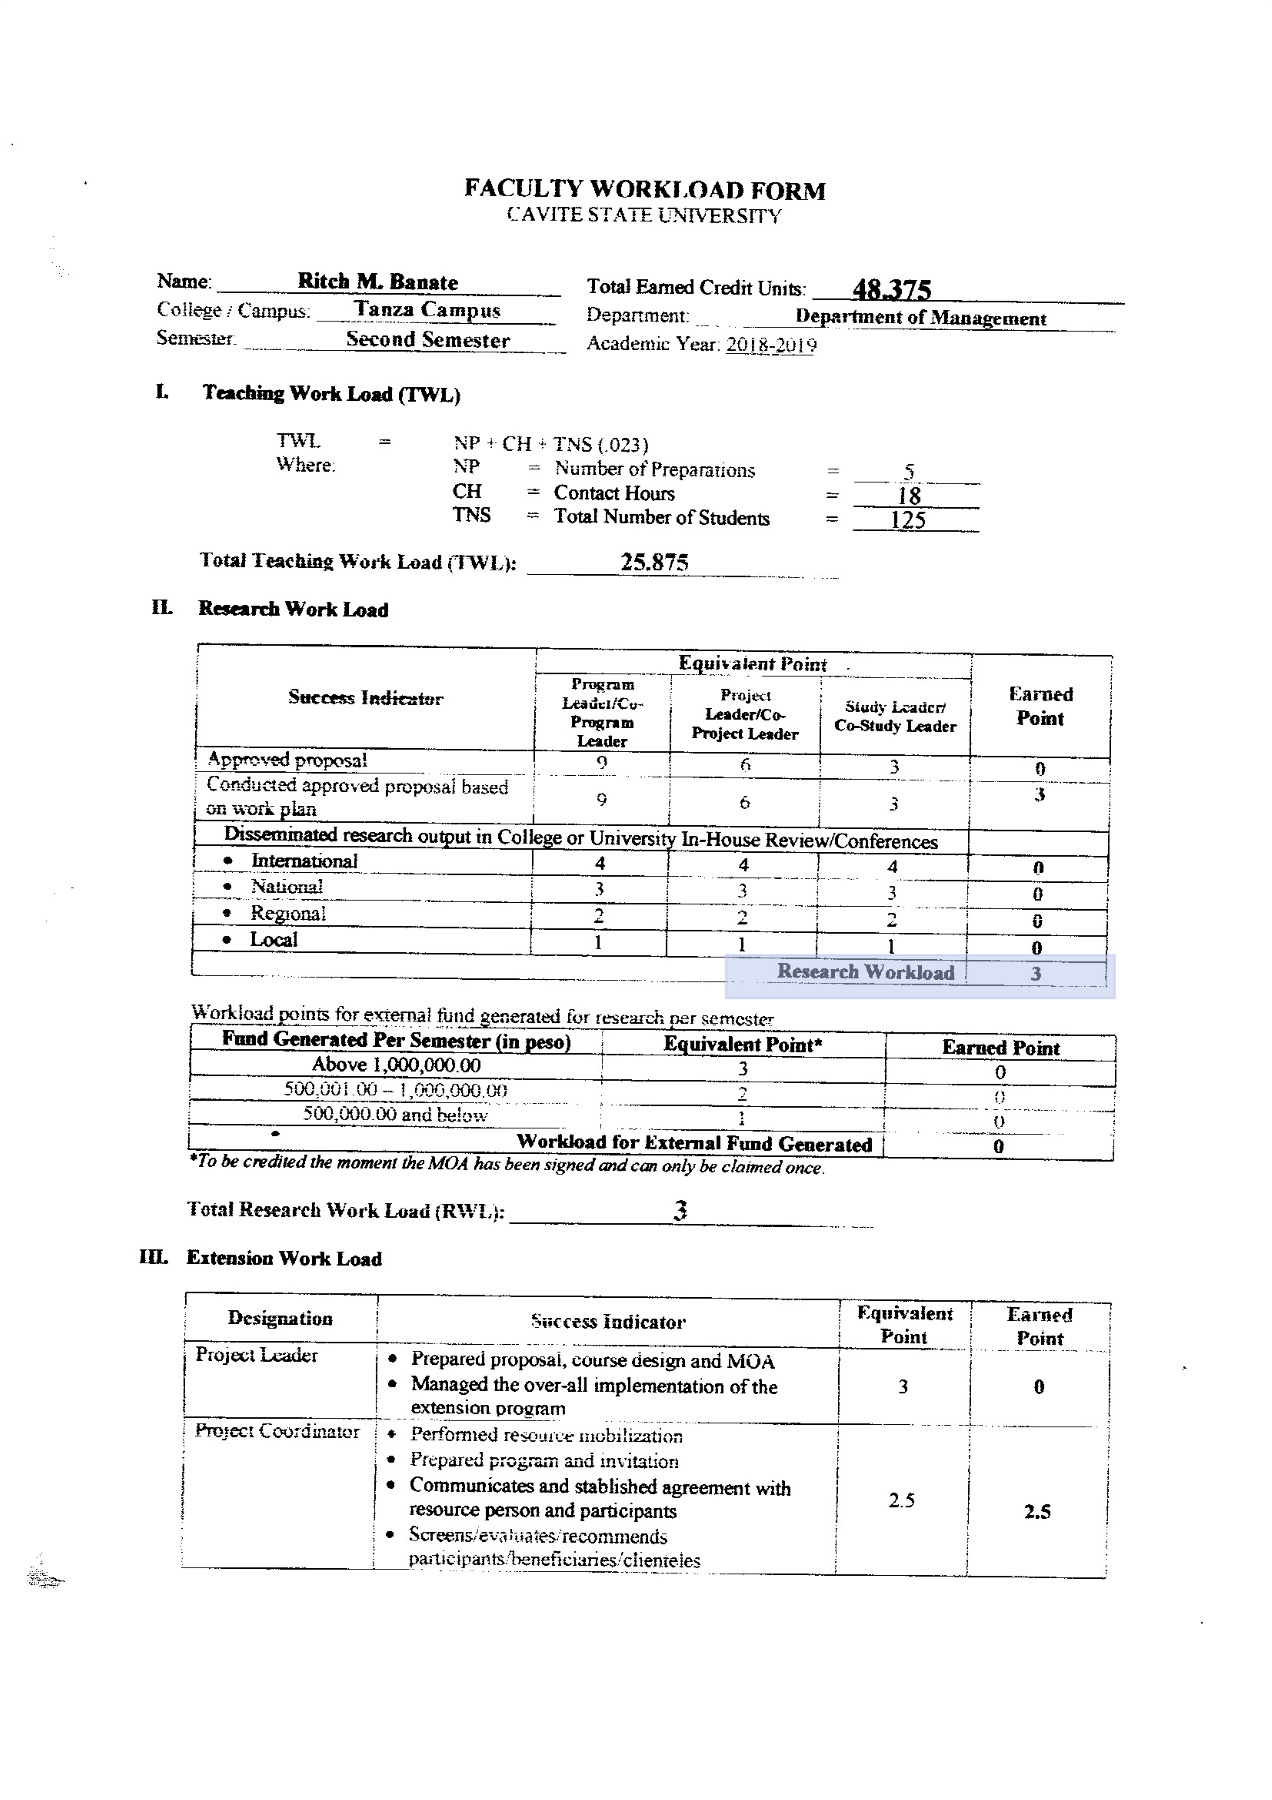 FACULTY WORKLOAD FORM
CAVITE STATE UNIVERSITY
Name: Ritch M. Banate Total Earned Credit Units: 48.375
College / Campus: Tanza Campus Department: Department of Management
Semester: Second Semester Academic Year: 2018-2019
I. Teaching Work Load (TWL)
TWL = NP + CH + TNS (.023)
Where: NP = Number of Preparations = 5
CH = Contact Hours = 18
TNS = Total Number of Students = 125
Total Teaching Work Load (TWL): 25.875
II. Research Work Load
Success Indicator Equivalent Point Earned Point
Program Leader/Co-Program Leader Project Leader/Co-Project Leader Study Leader/ Co-Study Leader
Approved proposal 9 6 3 0
Conducted approved proposal based on work plan 9 6 3 3
Disseminated research output in College or University In-House Review/Conferences
• International 4 4 4 0
• National 3 3 3 0
• Regional 2 2 2 0
• Local 1 1 1 0
Research Workload 3
Workload points for external fund generated for research per semester
Fund Generated Per Semester (in peso) Equivalent Point* Earned Point
Above 1,000,000.00 3 0
500,001.00 – 1,000,000.00 2 0
500,000.00 and below 1 0
Workload for External Fund Generated 0
*To be credited the moment the MOA has been signed and can only be claimed once.
Total Research Work Load (RWL): 3
III. Extension Work Load
Designation Success Indicator Equivalent Point Earned Point
Project Leader • Prepared proposal, course design and MOA
• Managed the over-all implementation of the extension program 3 0
Project Coordinator • Performed resource mobilization
• Prepared program and invitation
• Communicates and stablished agreement with resource person and participants 2.5 2.5
• Screens/evaluates/recommends participants/beneficiaries/clienteles